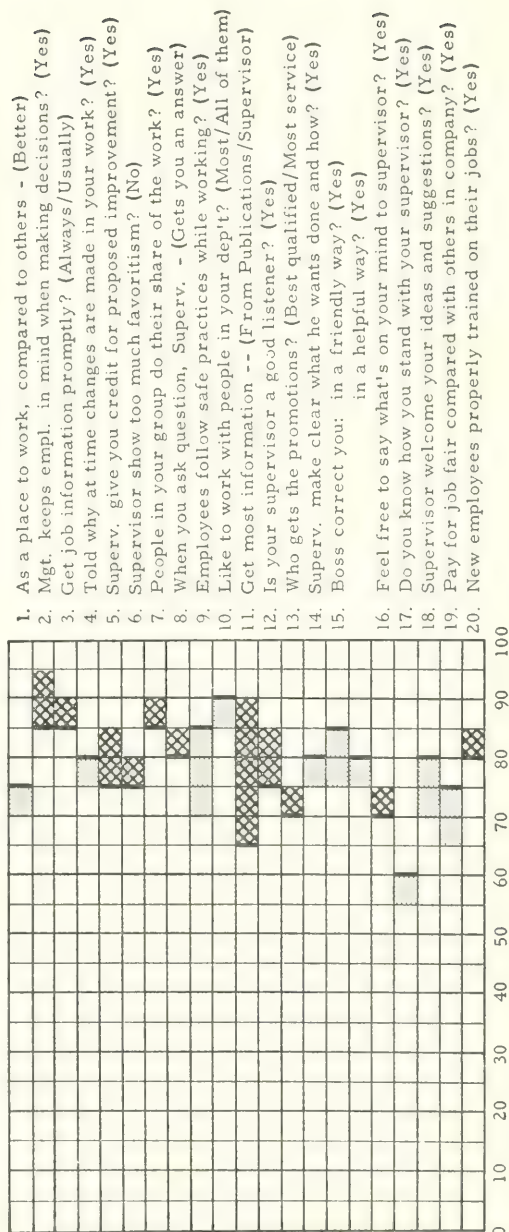 1. As a place to work, compared to others - (Better)
2. Mgt. keeps empl. in mind when making decisions? (Yes)
3. Get job information promptly? (Always/Usually)
4. Told why at time changes are made in your work? (Yes)
5. Superv. give you credit for proposed improvement? (Yes)
6. Supervisor show too much favoritism? (No)
7. People in your group do their share of the work? (Yes)
8. When you ask question, Superv. - (Gets you an answer)
9. Employees follow safe practices while working? (Yes)
10. Like to work with people in your dep't? (Most/All of them)
11. Get most information -- (From Publications/Supervisor)
12. Is your supervisor a good listener? (Yes)
13. Who gets the promotions? (Best qualified/Most service)
14. Superv. make clear what he wants done and how? (Yes)
15. Boss correct you: in a friendly way? (Yes)
in a helpful way? (Yes)
16. Feel free to say what's on your mind to supervisor? (Yes)
17. Do you know how you stand with your supervisor? (Yes)
18. Supervisor welcome your ideas and suggestions? (Yes)
19. Pay for job fair compared with others in company? (Yes)
20. New employees properly trained on their jobs? (Yes)
0 10 20 30 40 50 60 70 80 90 100